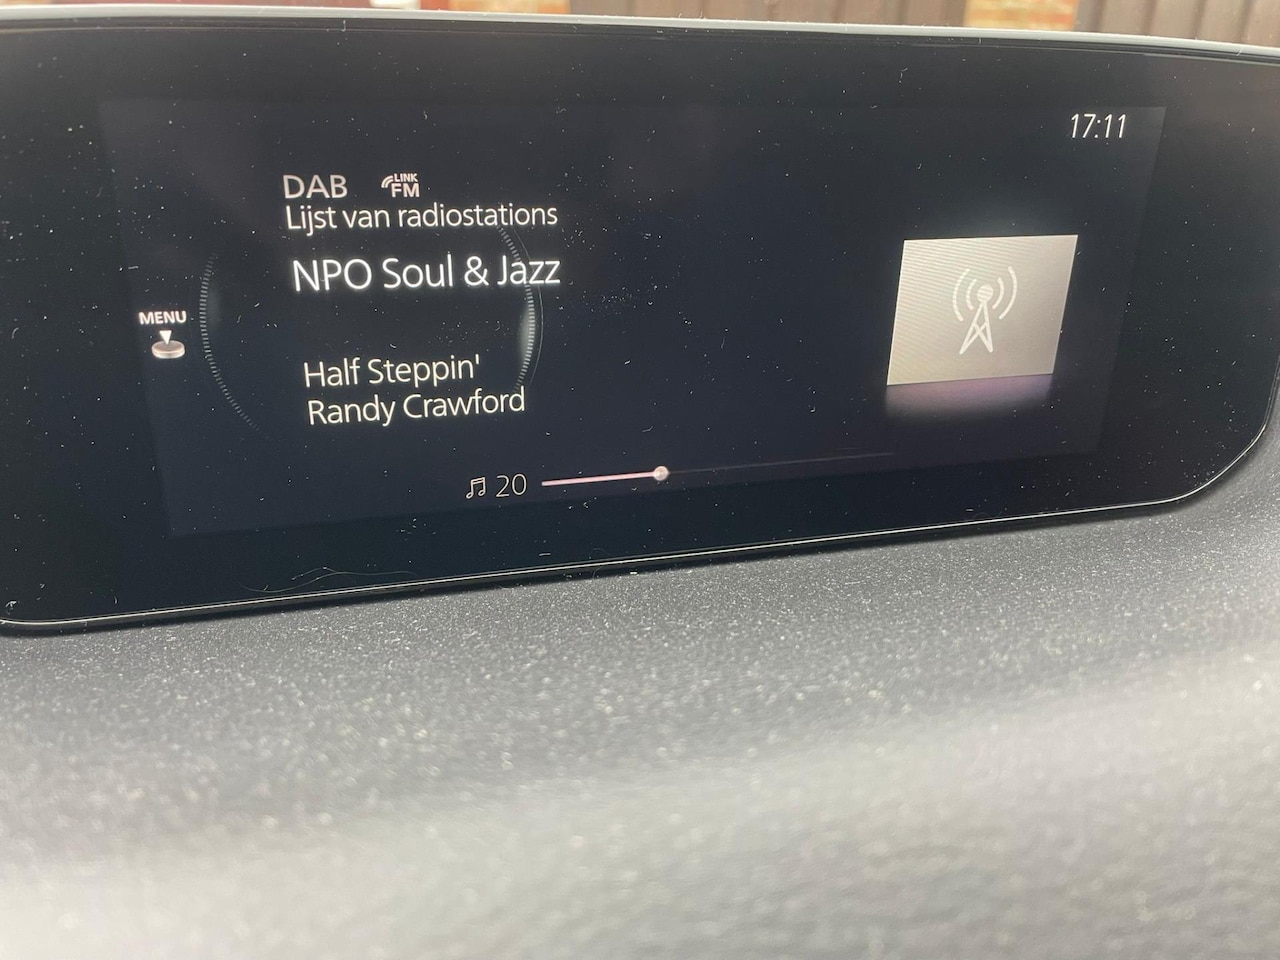 17:11
DAB LINK FM
Lijst van radiostations
NPO Soul & Jazz
MENU
Half Steppin'
Randy Crawford
20